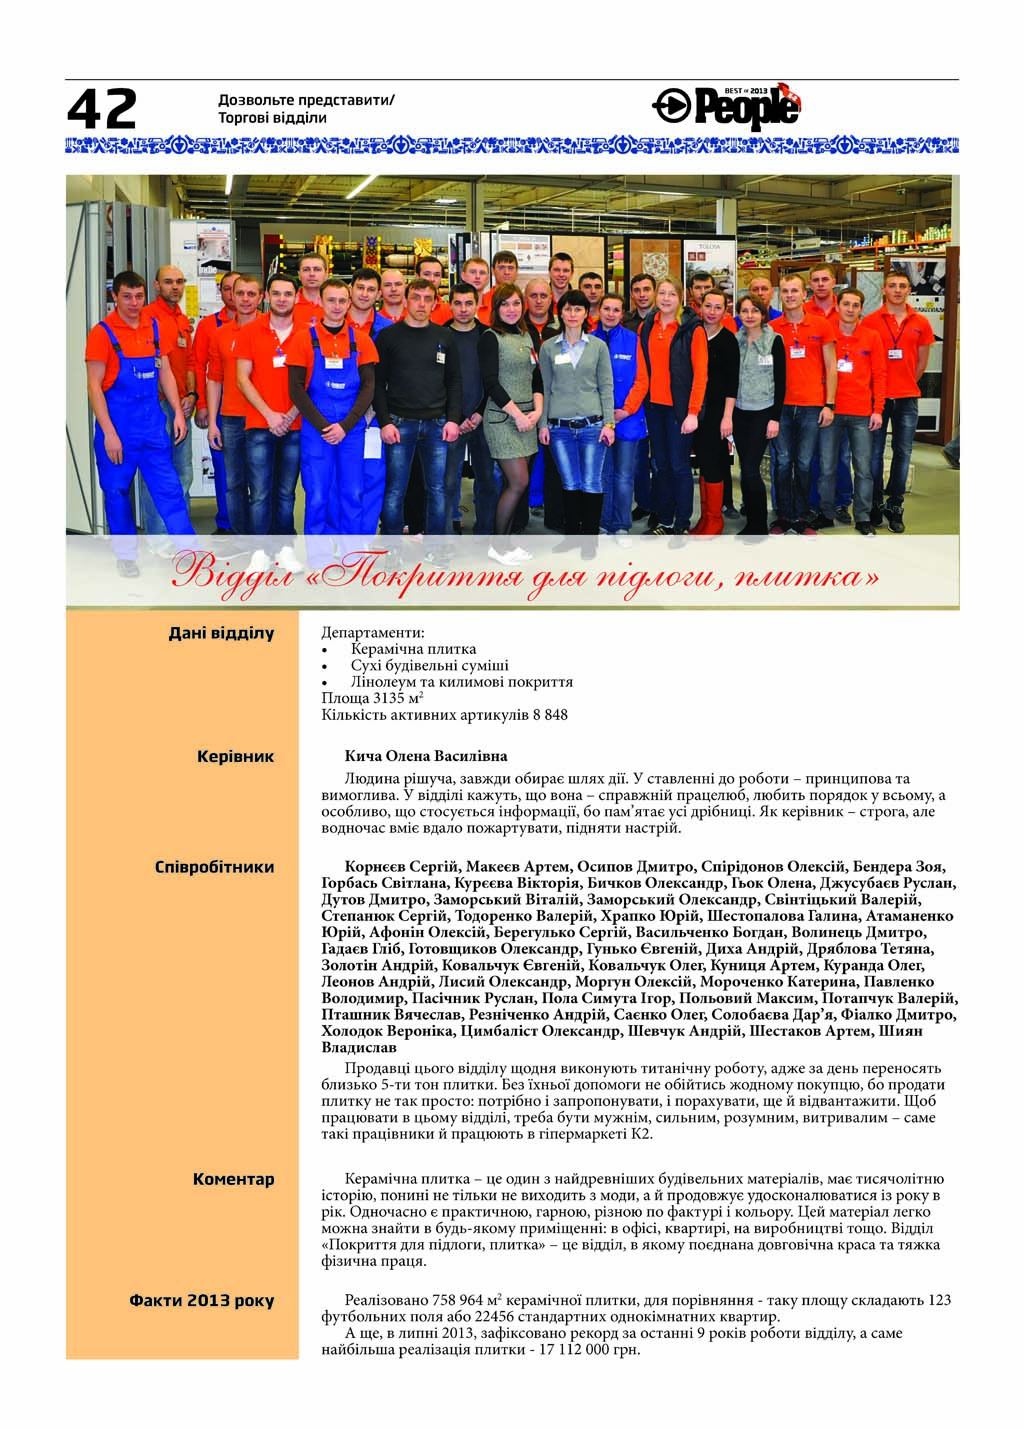 42
Дозвольте представити/
Торгові відділи
BEST OF 2013
People
TOLOSA
Відділ «Покриття для підлоги, плитка»
Дані відділу
Департаменти:
• Керамічна плитка
• Сухі будівельні суміші
• Лінолеум та килимові покриття
Площа 3135 м²
Кількість активних артикулів 8 848
Керівник
Кича Олена Василівна
Людина рішуча, завжди обирає шлях дії. У ставленні до роботи – принципова та
вимоглива. У відділі кажуть, що вона – справжній працелюб, любить порядок у всьому, а
особливо, що стосується інформації, бо пам’ятає усі дрібниці. Як керівник – строга, але
водночас вміє вдало пожартувати, підняти настрій.
Співробітники
Корнєєв Сергій, Макеєв Артем, Осипов Дмитро, Спірідонов Олексій, Бендера Зоя,
Горбась Світлана, Курєєва Вікторія, Бичков Олександр, Гьок Олена, Джусубаєв Руслан,
Дутов Дмитро, Заморський Віталій, Заморський Олександр, Свінтіцький Валерій,
Степанюк Сергій, Тодоренко Валерій, Храпко Юрій, Шестопалова Галина, Атаманенко
Юрій, Афонін Олексій, Берегулько Сергій, Васильченко Богдан, Волинець Дмитро,
Гадаєв Гліб, Готовщиков Олександр, Гунько Євгеній, Диха Андрій, Дряблова Тетяна,
Золотін Андрій, Ковальчук Євгеній, Ковальчук Олег, Куниця Артем, Куранда Олег,
Леонов Андрій, Лисий Олександр, Моргун Олексій, Мороченко Катерина, Павленко
Володимир, Пасічник Руслан, Пола Симута Ігор, Польовий Максим, Потапчук Валерій,
Пташник Вячеслав, Резніченко Андрій, Саєнко Олег, Солобаєва Дар’я, Фіалко Дмитро,
Холодок Вероніка, Цимбаліст Олександр, Шевчук Андрій, Шестаков Артем, Шиян
Владислав
Продавці цього відділу щодня виконують титанічну роботу, адже за день переносять
близько 5-ти тон плитки. Без їхньої допомоги не обійтись жодному покупцю, бо продати
плитку не так просто: потрібно і запропонувати, і порахувати, ще й відвантажити. Щоб
працювати в цьому відділі, треба бути мужнім, сильним, розумним, витривалим – саме
такі працівники й працюють в гіпермаркеті К2.
Коментар
Керамічна плитка – це один з найдревніших будівельних матеріалів, має тисячолітню
історію, понині не тільки не виходить з моди, а й продовжує удосконалюватися із року в
рік. Одночасно є практичною, гарною, різною по фактурі і кольору. Цей матеріал легко
можна знайти в будь-якому приміщенні: в офісі, квартирі, на виробництві тощо. Відділ
«Покриття для підлоги, плитка» – це відділ, в якому поєднана довговічна краса та тяжка
фізична праця.
Факти 2013 року
Реалізовано 758 964 м² керамічної плитки, для порівняння - таку площу складають 123
футбольних поля або 22456 стандартних однокімнатних квартир.
А ще, в липні 2013, зафіксовано рекорд за останні 9 років роботи відділу, а саме
найбільша реалізація плитки - 17 112 000 грн.